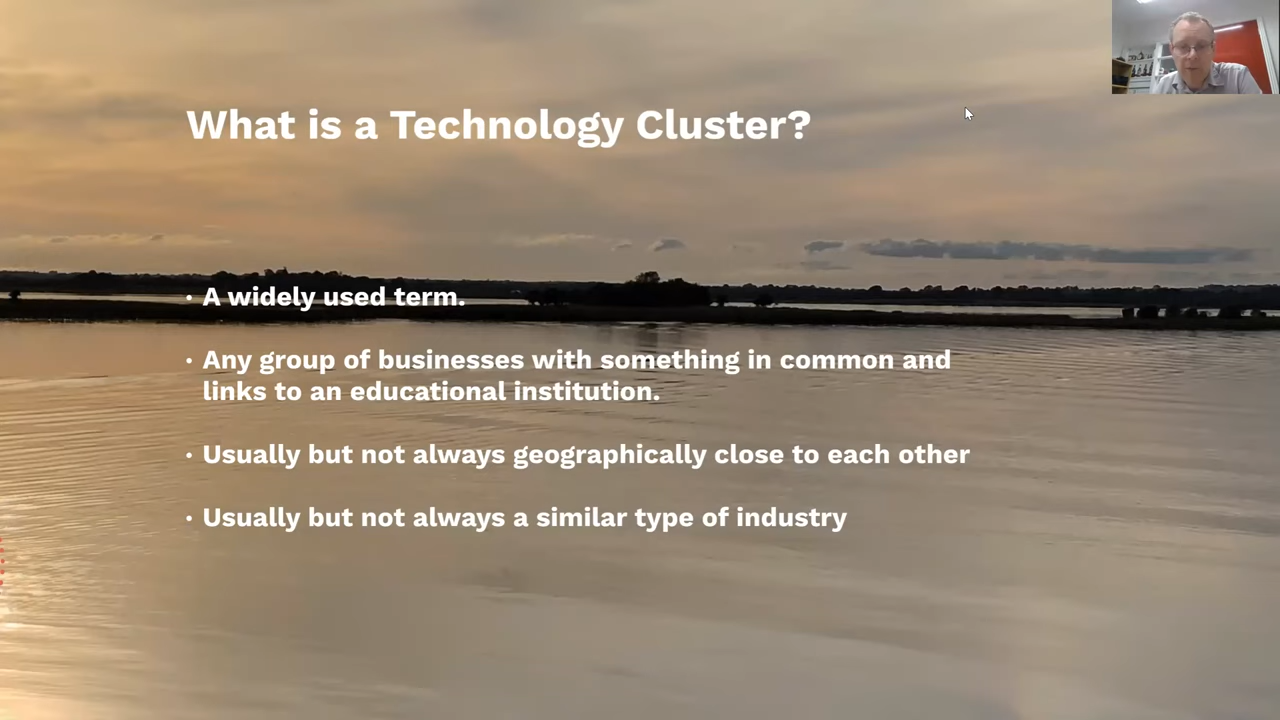 What is a Technology Cluster?
• A widely used term.
• Any group of businesses with something in common and
links to an educational institution.
• Usually but not always geographically close to each other
• Usually but not always a similar type of industry